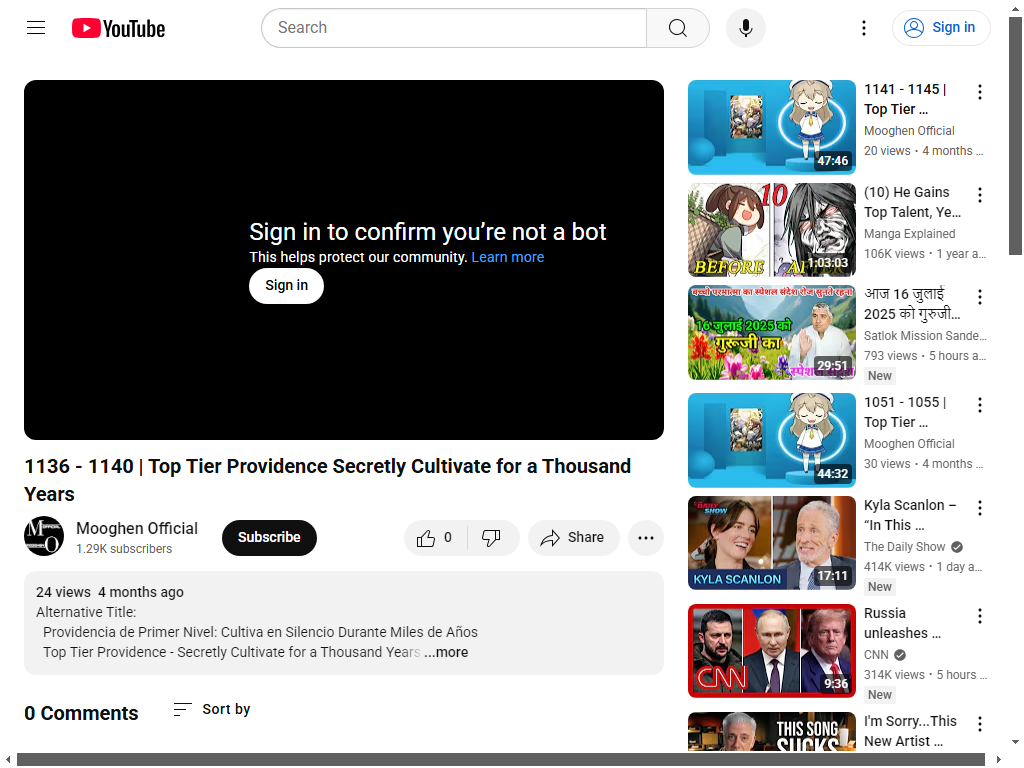 YouTube
Search
Sign in
Sign in to confirm you’re not a bot
This helps protect our community. Learn more
Sign in
1136 - 1140 | Top Tier Providence Secretly Cultivate for a Thousand
Years
Mooghen Official
1.29K subscribers
Subscribe
0
Share
24 views 4 months ago
Alternative Title:
Providencia de Primer Nivel: Cultiva en Silencio Durante Miles de Años
Top Tier Providence - Secretly Cultivate for a Thousand Years ...more
0 Comments
Sort by
47:46
1141 - 1145 |
Top Tier ...
Mooghen Official
20 views • 4 months ...
10
BEFORE
AFTER
1:03:03
(10) He Gains
Top Talent, Ye...
Manga Explained
106K views • 1 year a...
बच्चो परमात्मा का स्पेशल संदेश रोज सुनते रहना
16 जुलाई 2025 को
गुरूजी का
स्पेशल संदेश
29:51
आज 16 जुलाई
2025 को गुरुजी...
Satlok Mission Sande...
793 views • 5 hours a...
New
44:32
1051 - 1055 |
Top Tier ...
Mooghen Official
30 views • 4 months ...
THE DAILY SHOW
KYLA SCANLON
17:11
Kyla Scanlon –
“In This ...
The Daily Show
414K views • 1 day a...
New
CNN
9:36
Russia
unleashes ...
CNN
314K views • 5 hours ...
New
THIS SONG
SUCKS
I'm Sorry...This
New Artist ...